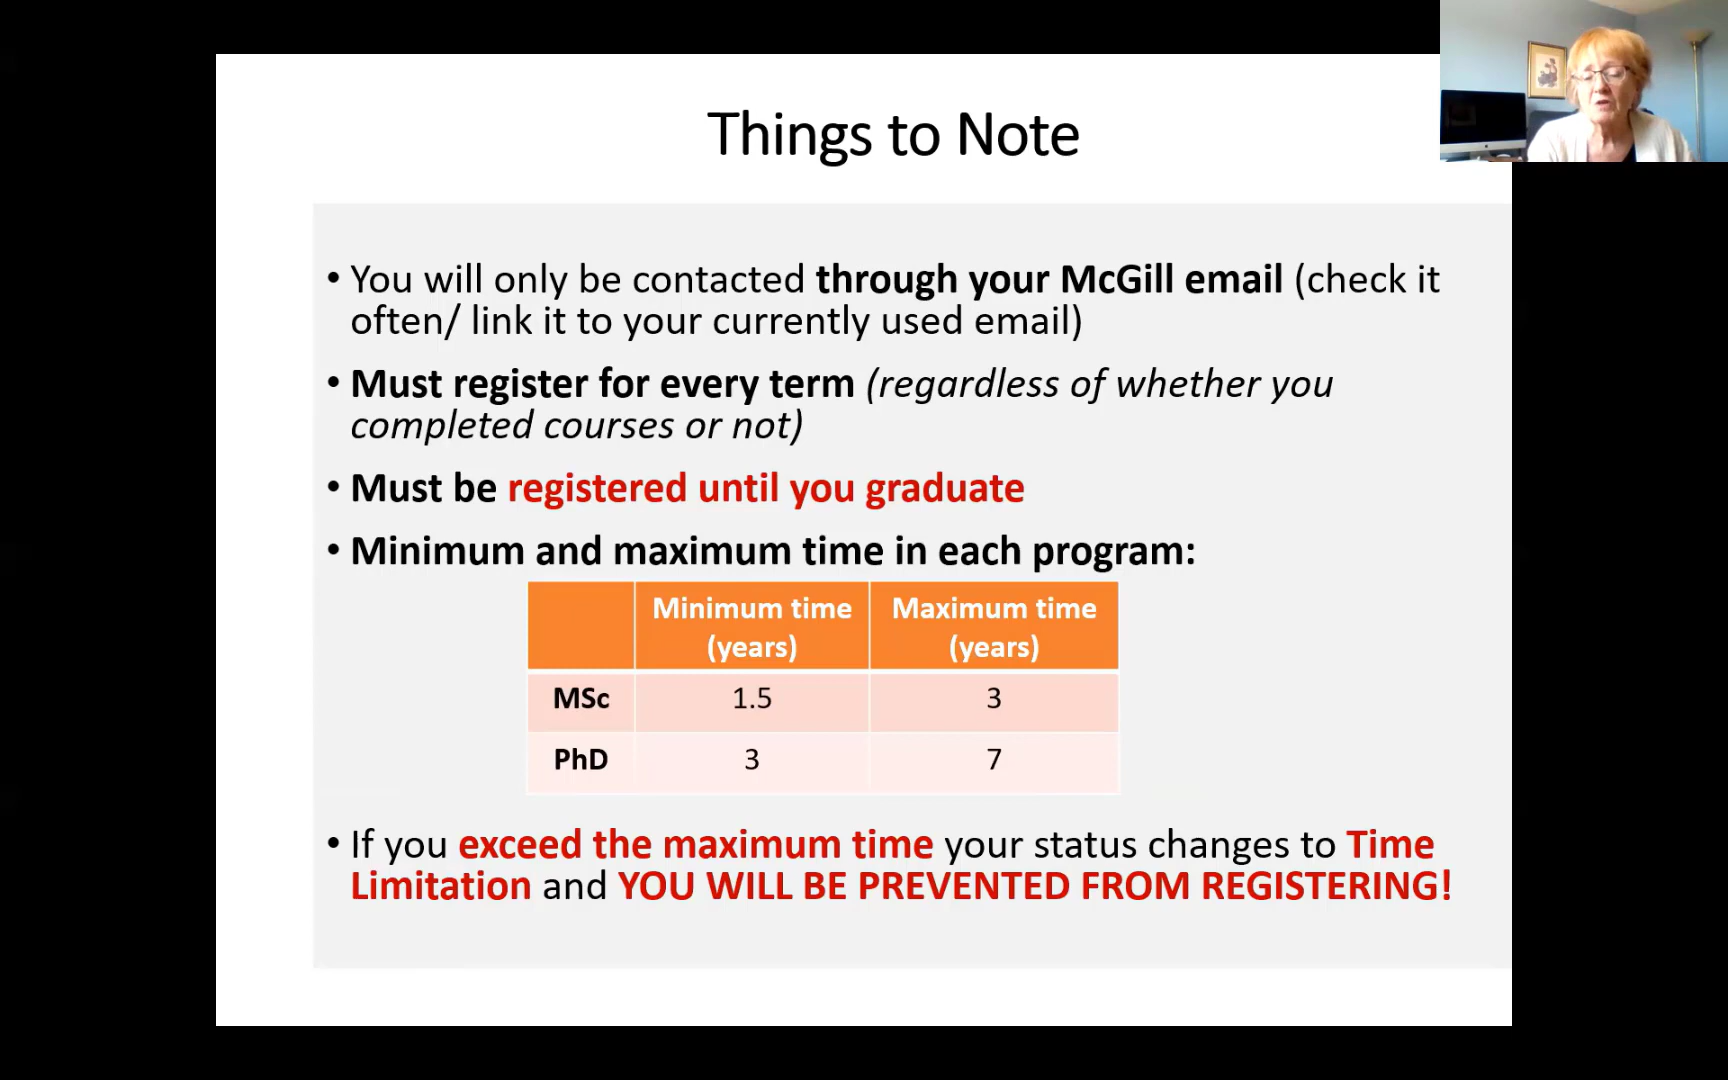 Things to Note
• You will only be contacted through your McGill email (check it
often/ link it to your currently used email)
• Must register for every term (regardless of whether you
completed courses or not)
• Must be registered until you graduate
• Minimum and maximum time in each program:
Minimum time Maximum time
(years) (years)
MSc 1.5 3
PhD 3 7
• If you exceed the maximum time your status changes to Time
Limitation and YOU WILL BE PREVENTED FROM REGISTERING!